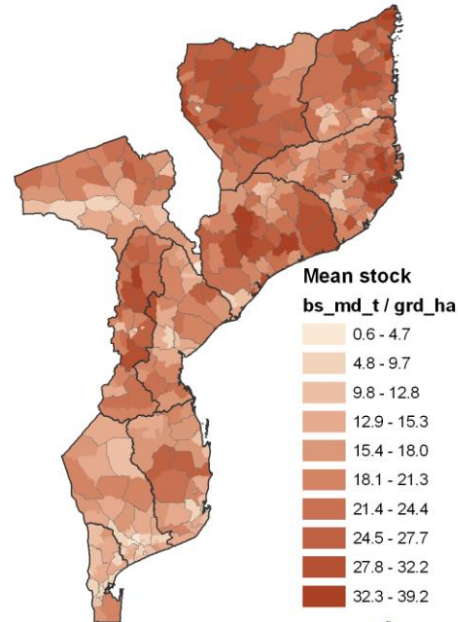 Mean stock
bs_md_t / grd_ha
0.6 - 4.7
4.8 - 9.7
9.8 - 12.8
12.9 - 15.3
15.4 - 18.0
18.1 - 21.3
21.4 - 24.4
24.5 - 27.7
27.8 - 32.2
32.3 - 39.2